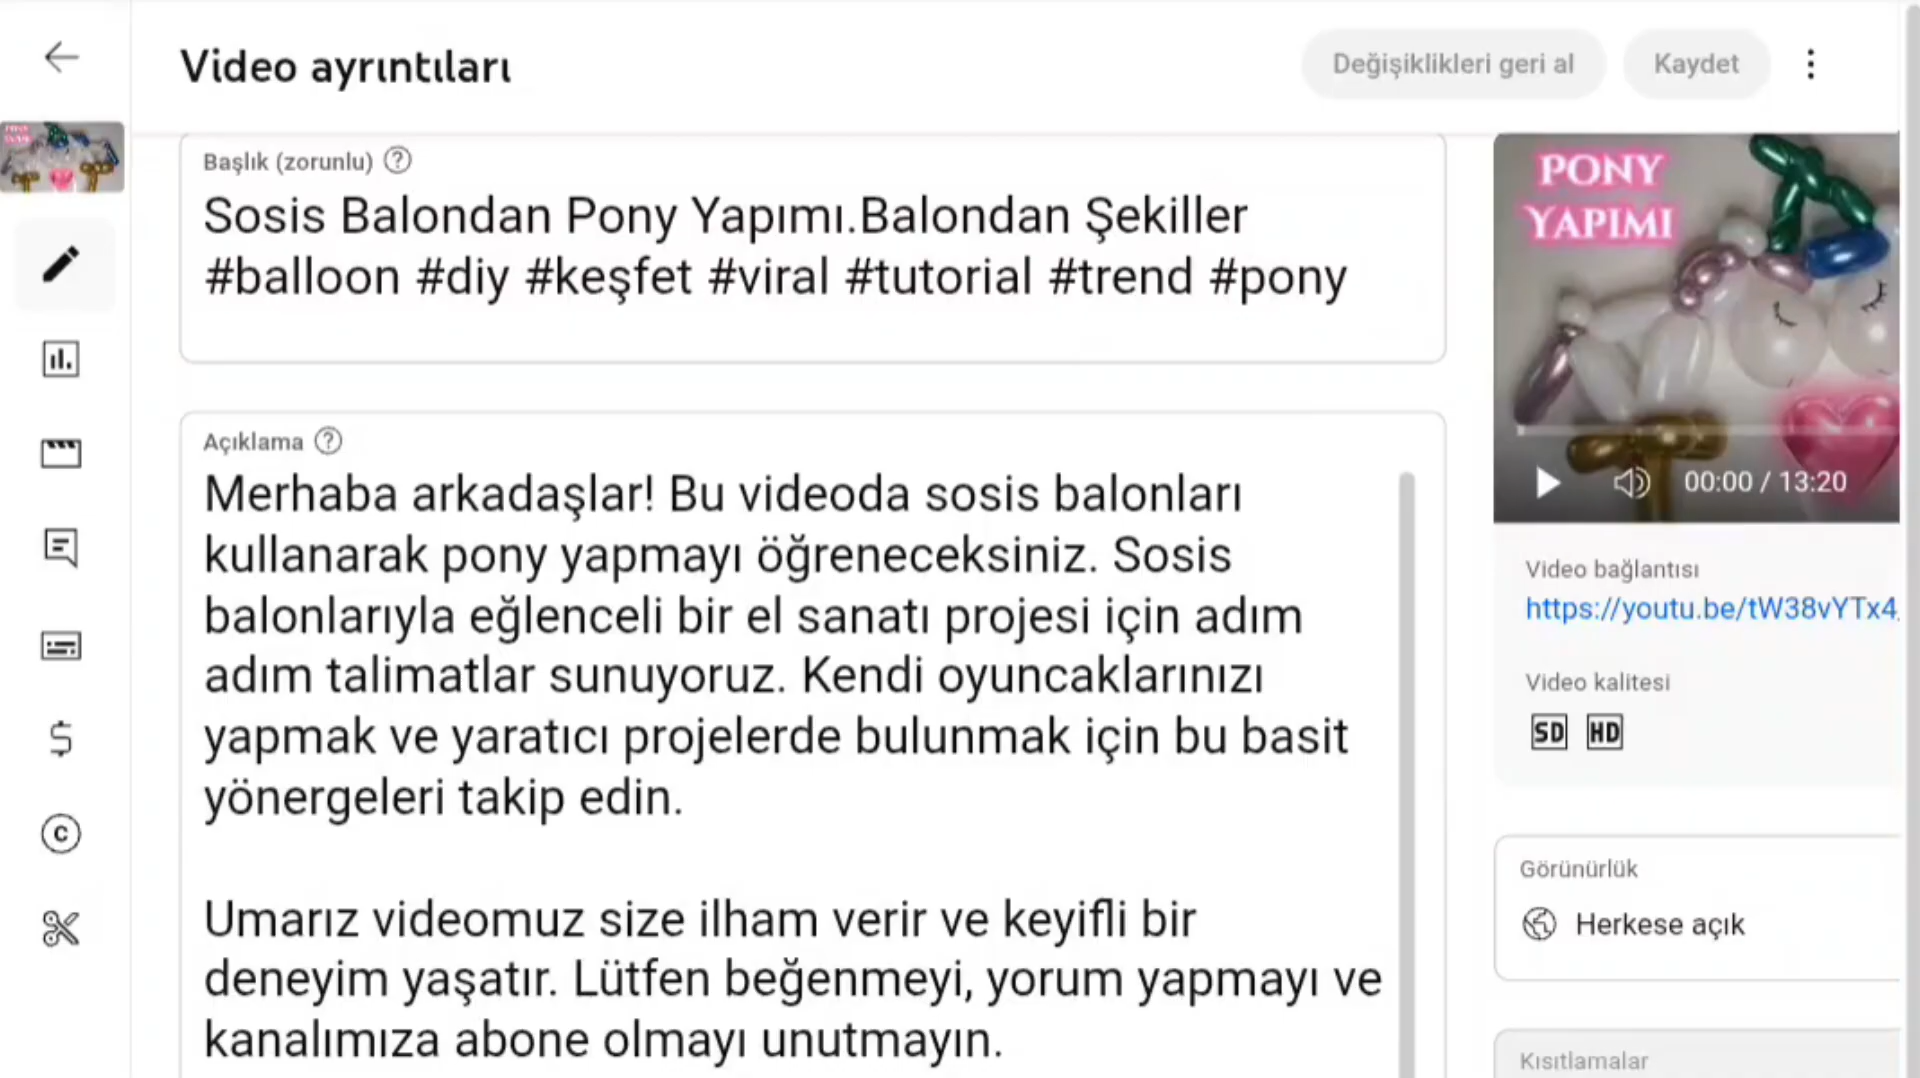 Video ayrıntıları
Değişiklikleri geri al
Kaydet
Başlık (zorunlu)
Sosis Balondan Pony Yapımı.Balondan Şekiller
#balloon #diy #keşfet #viral #tutorial #trend #pony
Açıklama
Merhaba arkadaşlar! Bu videoda sosis balonları
kullanarak pony yapmayı öğreneceksiniz. Sosis
balonlarıyla eğlenceli bir el sanatı projesi için adım
adım talimatlar sunuyoruz. Kendi oyuncaklarınızı
yapmak ve yaratıcı projelerde bulunmak için bu basit
yönergeleri takip edin.
Umarız videomuz size ilham verir ve keyifli bir
deneyim yaşatır. Lütfen beğenmeyi, yorum yapmayı ve
kanalımıza abone olmayı unutmayın.
PONY
YAPIMI
00:00 / 13:20
Video bağlantısı
https://youtu.be/tW38vYTx4
Video kalitesi
SD HD
Görünürlük
Herkese açık
Kısıtlamalar